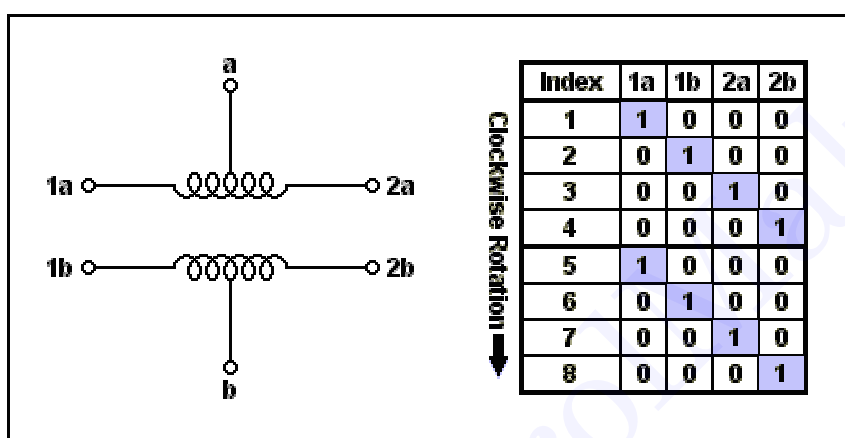 a
1a 2a
1b 2b
b
Clockwise Rotation
Index 1a 1b 2a 2b
1 1 0 0 0
2 0 1 0 0
3 0 0 1 0
4 0 0 0 1
5 1 0 0 0
6 0 1 0 0
7 0 0 1 0
8 0 0 0 1